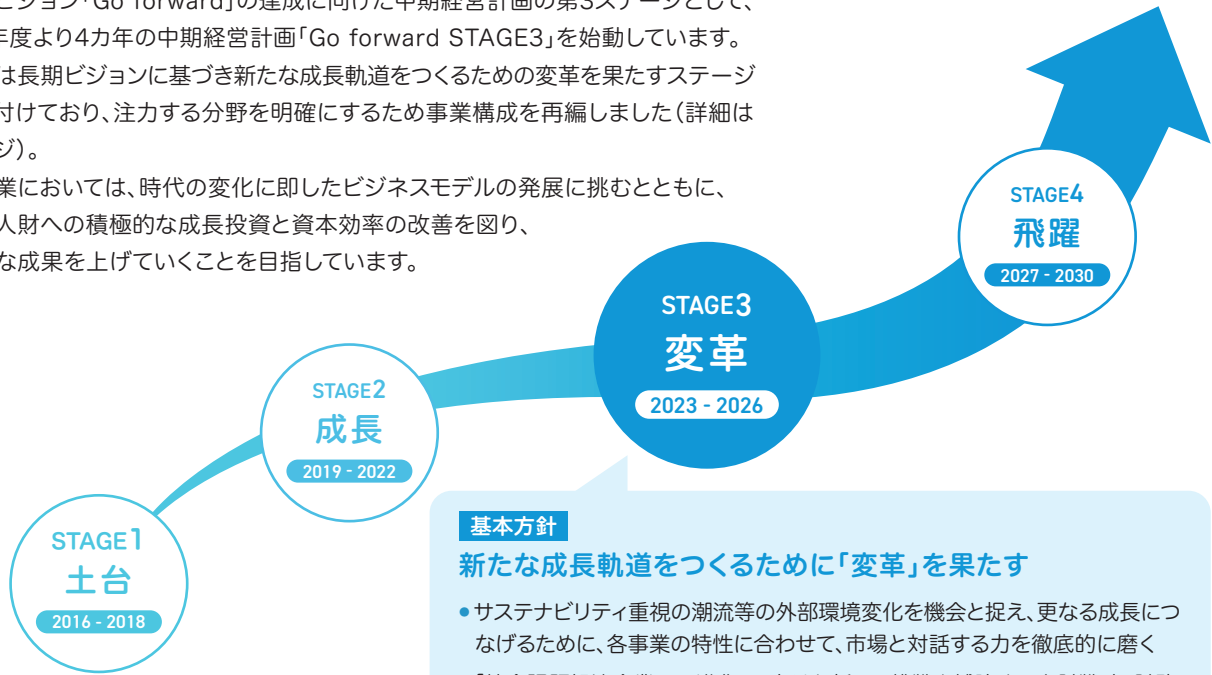 ビジョン「Go forward」の達成に向けた中期経営計画の第3ステージとして、
年度より4カ年の中期経営計画「Go forward STAGE3」を始動しています。
は長期ビジョンに基づき新たな成長軌道をつくるための変革を果たすステージ
付けており、注力する分野を明確にするため事業構成を再編しました（詳細は
ジ）。
業においては、時代の変化に即したビジネスモデルの発展に挑むとともに、
人財への積極的な成長投資と資本効率の改善を図り、
な成果を上げていくことを目指しています。
STAGE4
飛躍
2027 - 2030
STAGE3
変革
2023 - 2026
STAGE2
成長
2019 - 2022
STAGE1
土台
2016 - 2018
基本方針
新たな成長軌道をつくるために「変革」を果たす
●サステナビリティ重視の潮流等の外部環境変化を機会と捉え、更なる成長につ
なげるために、各事業の特性に合わせて、市場と対話する力を徹底的に磨く